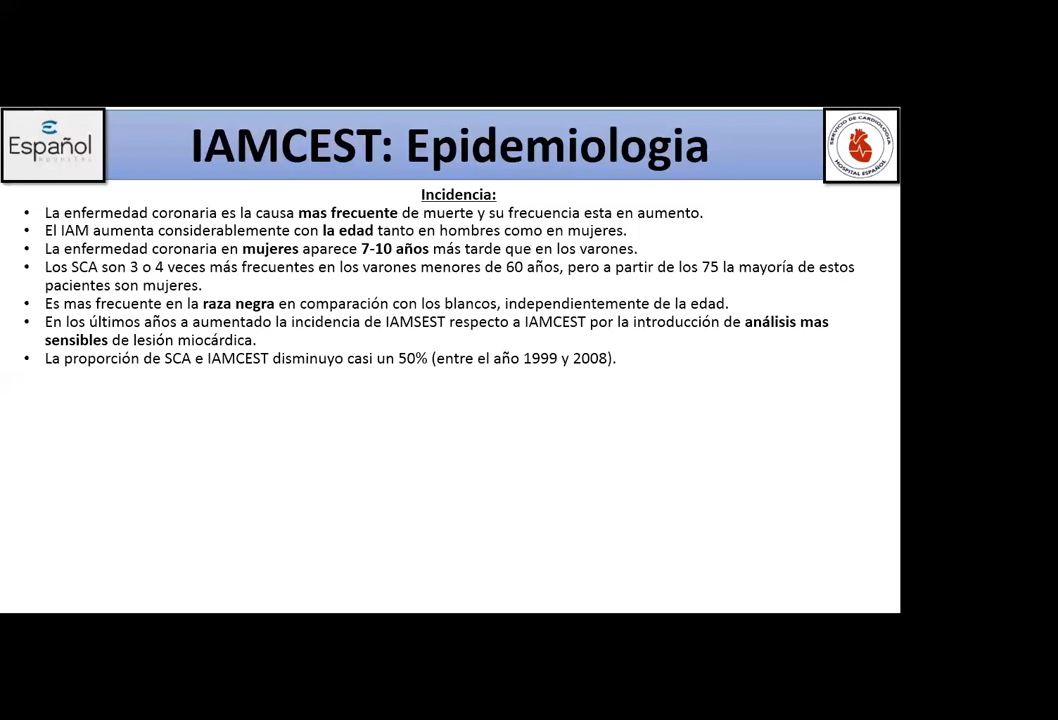 Español
HOSPITAL
IAMCEST: Epidemiologia
SERVICIO DE CARDIOLOGIA
HOSPITAL ESPAÑOL
Incidencia:
• La enfermedad coronaria es la causa mas frecuente de muerte y su frecuencia esta en aumento.
• El IAM aumenta considerablemente con la edad tanto en hombres como en mujeres.
• La enfermedad coronaria en mujeres aparece 7-10 años más tarde que en los varones.
• Los SCA son 3 o 4 veces más frecuentes en los varones menores de 60 años, pero a partir de los 75 la mayoría de estos
pacientes son mujeres.
• Es mas frecuente en la raza negra en comparación con los blancos, independientemente de la edad.
• En los últimos años a aumentado la incidencia de IAMSEST respecto a IAMCEST por la introducción de análisis mas
sensibles de lesión miocárdica.
• La proporción de SCA e IAMCEST disminuyo casi un 50% (entre el año 1999 y 2008).